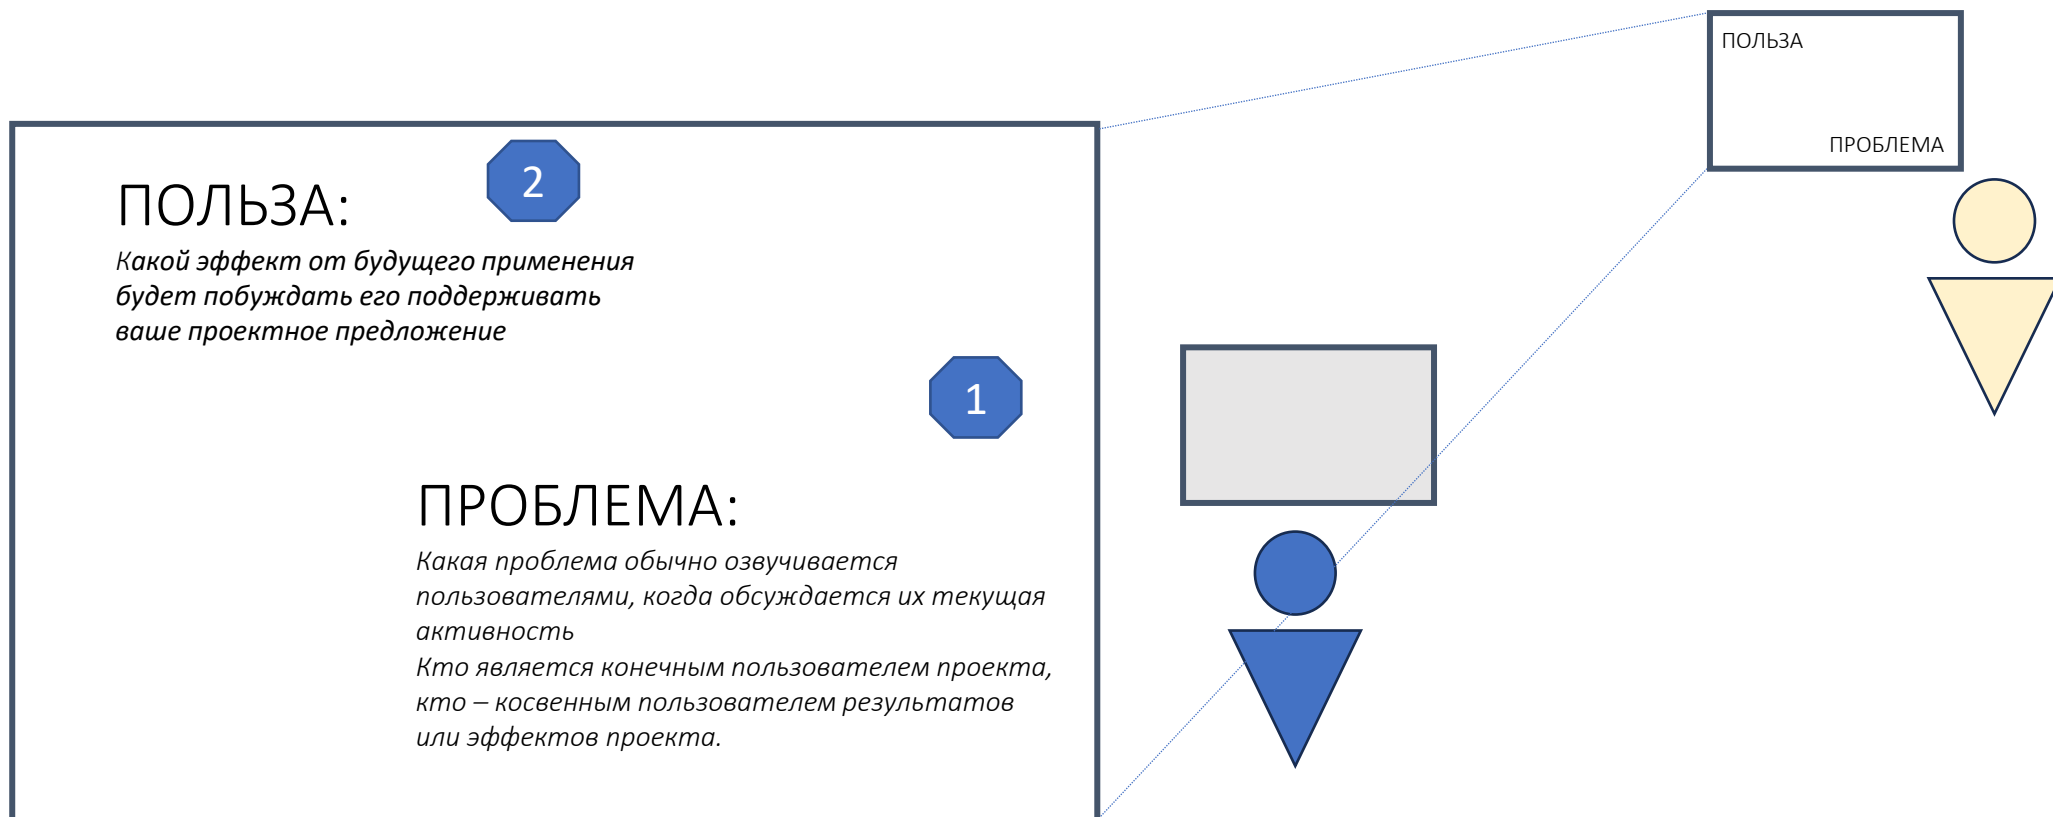 2
ПОЛЬЗА:
Какой эффект от будущего применения
будет побуждать его поддерживать
ваше проектное предложение
1
ПРОБЛЕМА:
Какая проблема обычно озвучивается
пользователями, когда обсуждается их текущая
активность
Кто является конечным пользователем проекта,
кто – косвенным пользователем результатов
или эффектов проекта.
ПОЛЬЗА
ПРОБЛЕМА